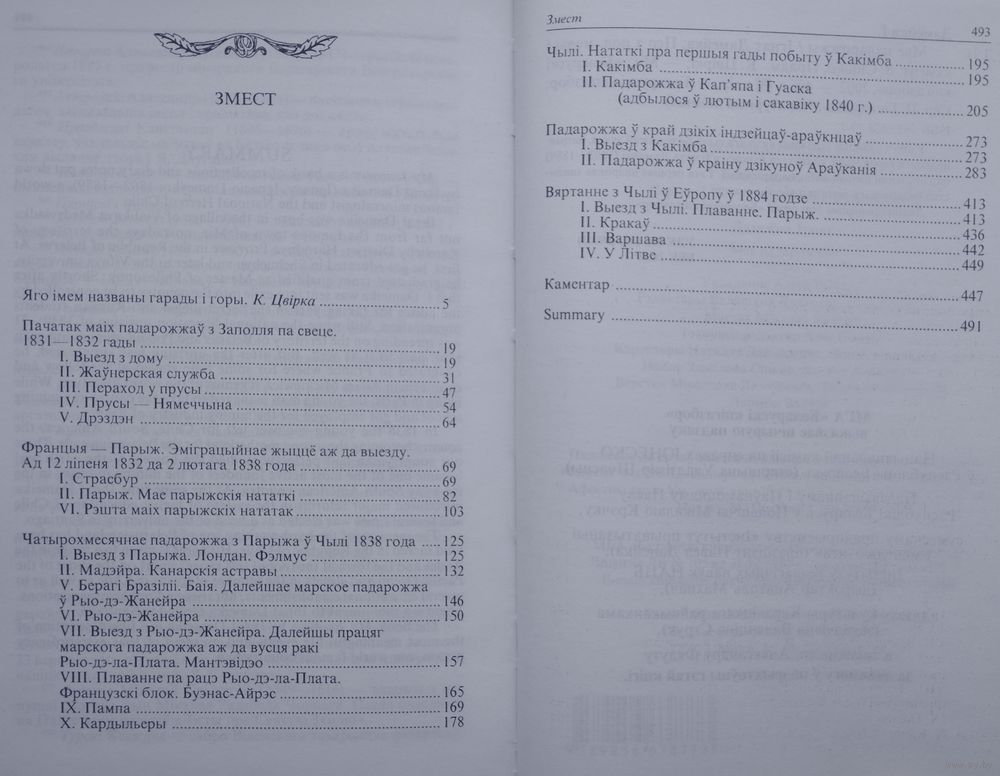 ЗМЕСТ
Яго імем названы гарады і горы. К. Цвірка 5
Пачатак маіх падарожжаў з Заполля па свеце.
1831—1832 гады 19
I. Выезд з дому 19
II. Жаўнерская служба 31
III. Пераход у прусы 47
IV. Прусы — Нямеччына 54
V. Дрэздэн 64
Францыя — Парыж. Эміграцыйнае жыццё аж да выезду.
Ад 12 ліпеня 1832 да 2 лютага 1838 года 69
I. Страсбур 69
II. Парыж. Мае парыжскія нататкі 82
VI. Рэшта маіх парыжскіх нататак 103
Чатырохмесячнае падарожжа з Парыжа ў Чылі 1838 года 125
I. Выезд з Парыжа. Лондан. Фэлмус 125
II. Мадэйра. Канарскія астравы 132
V. Берагі Бразіліі. Баія. Далейшае марское падарожжа
ў Рыо-дэ-Жанейра 146
VI. Рыо-дэ-Жанейра 150
VII. Выезд з Рыо-дэ-Жанейра. Далейшы працяг
марскога падарожжа аж да вусця ракі
Рыо-дэ-ла-Плата. Мантэвідэо 157
VIII. Плаванне па рацэ Рыо-дэ-ла-Плата.
Французскі блок. Буэнас-Айрэс 165
IX. Пампа 169
X. Кардыльеры 178
Змест 493
Чылі. Нататкі пра першыя гады побыту ў Какімба 195
I. Какімба 195
II. Падарожжа ў Кап'япа і Гуаска
(адбылося ў лютым і сакавіку 1840 г.) 205
Падарожжа ў край дзікіх індзейцаў-араўкнцаў 273
I. Выезд з Какімба 273
II. Падарожжа ў краіну дзікуноў Араўканія 283
Вяртанне з Чылі ў Еўропу ў 1884 годзе 413
I. Выезд з Чылі. Плаванне. Парыж. 413
II. Кракаў 436
III. Варшава 442
IV. У Літве 449
Каментар 447
Summary 491